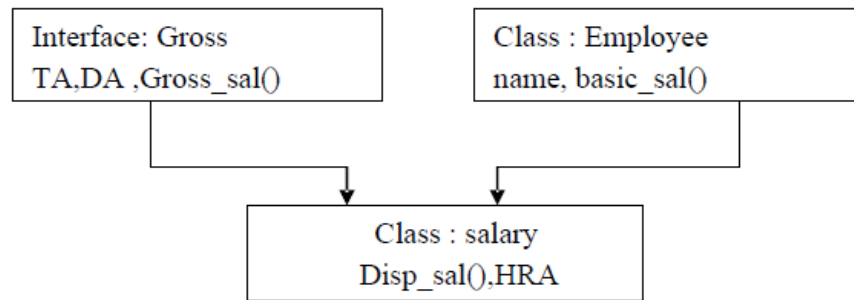 Interface: Gross
TA,DA ,Gross_sal()
Class : Employee
name, basic_sal()
Class : salary
Disp_sal(),HRA